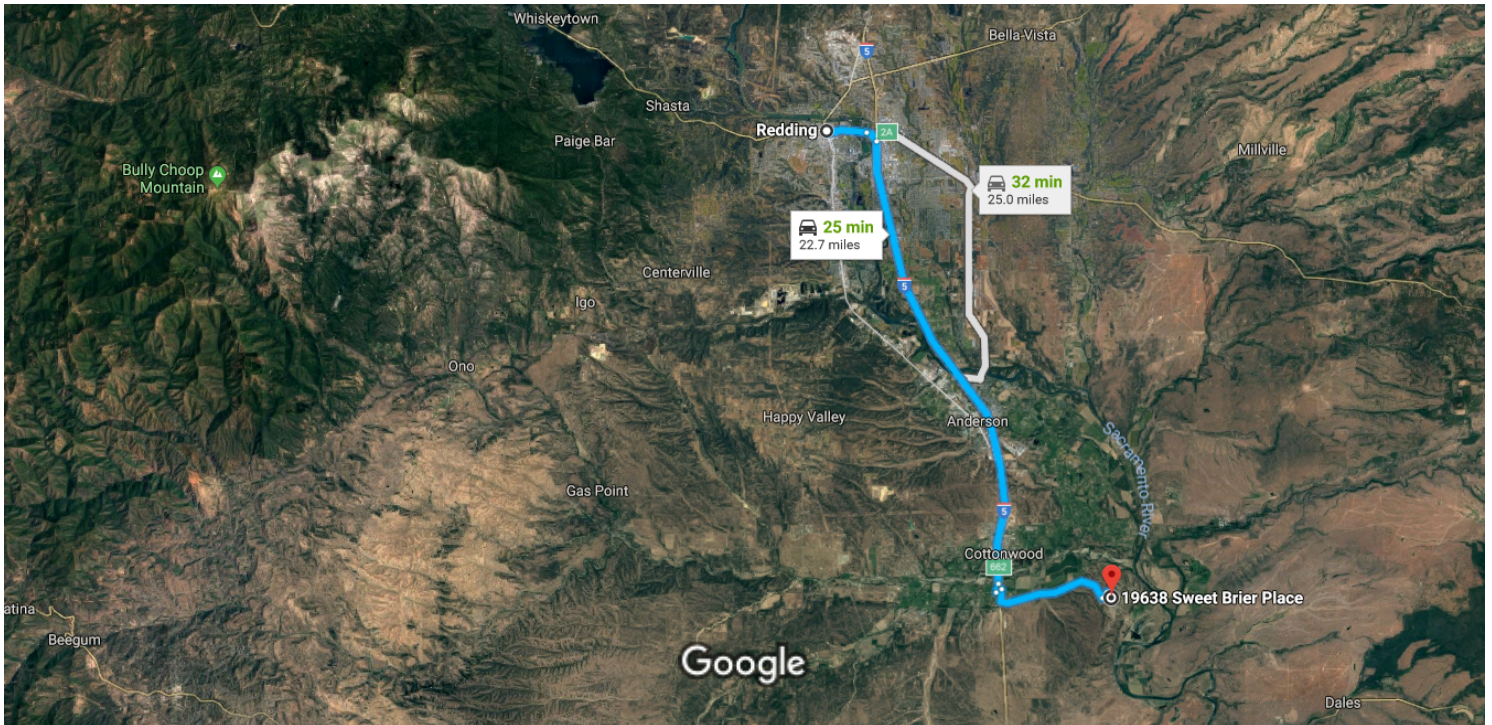 Whiskeytown
5
Bella Vista
Shasta
Redding
2A
Paige Bar
Millville
Bully Choop
Mountain
32 min
25.0 miles
25 min
22.7 miles
Centerville
5
Igo
Ono
Happy Valley
Anderson
Sacramento River
Gas Point
5
Cottonwood
662
19638 Sweet Brier Place
atina
Beegum
Google
Dales